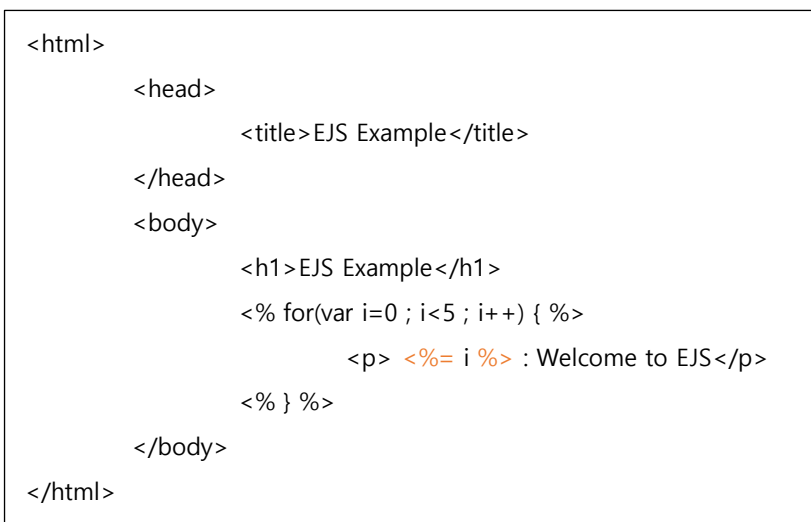 <html>
<head>
<title>EJS Example</title>
</head>
<body>
<h1>EJS Example</h1>
<% for(var i=0 ; i<5 ; i++) { %>
<p> <%= i %> : Welcome to EJS</p>
<% } %>
</body>
</html>